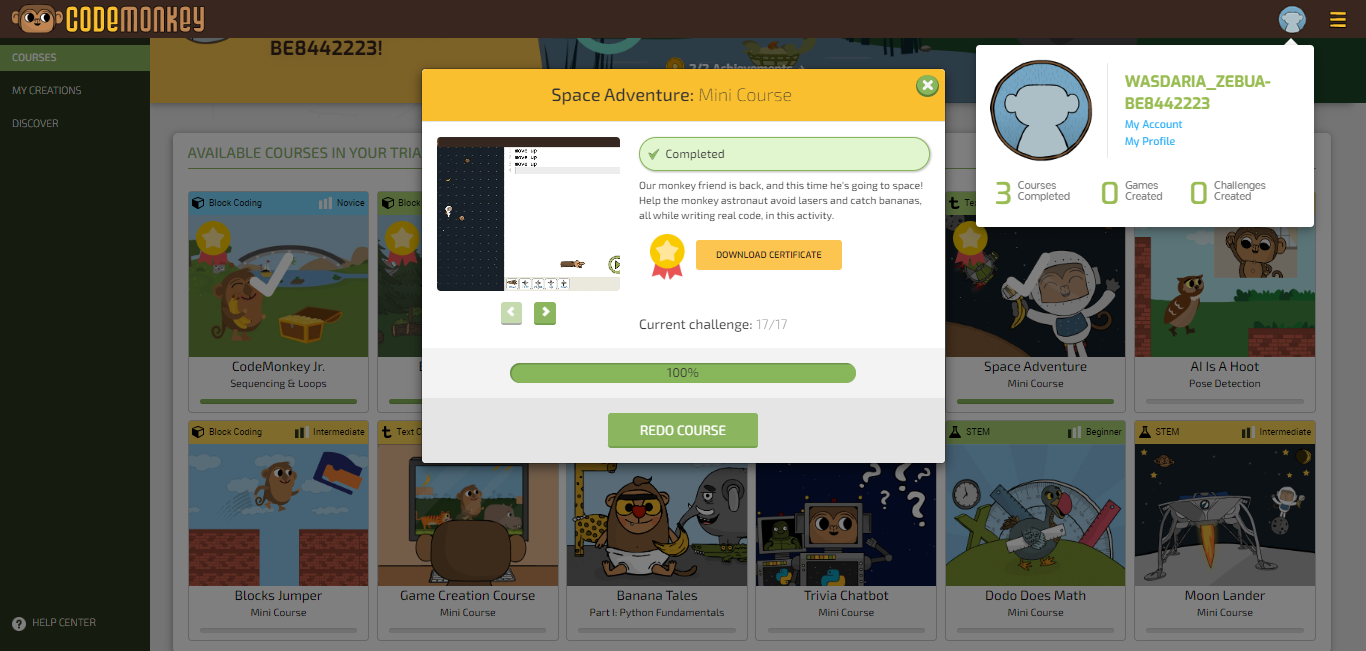 CODEMONKEY
COURSES
MY CREATIONS
DISCOVER
HELP CENTER
BE8442223!
2/3 Achievements
AVAILABLE COURSES IN YOUR TRIA
WASDARIA_ZEBUA-
BE8442223
My Account
My Profile
3 Courses Completed
0 Games Created
0 Challenges Created
Space Adventure: Mini Course
move up
move up
move up
Completed
Our monkey friend is back, and this time he's going to space!
Help the monkey astronaut avoid lasers and catch bananas,
all while writing real code, in this activity.
DOWNLOAD CERTIFICATE
Current challenge: 17/17
100%
REDO COURSE
Block Coding Novice
CodeMonkey Jr.
Sequencing & Loops
Space Adventure
Mini Course
AI Is A Hoot
Pose Detection
Block Coding Intermediate
Blocks Jumper
Mini Course
Text C
Game Creation Course
Mini Course
Banana Tales
Part I: Python Fundamentals
Trivia Chatbot
Mini Course
STEM Beginner
Dodo Does Math
Mini Course
STEM Intermediate
Moon Lander
Mini Course